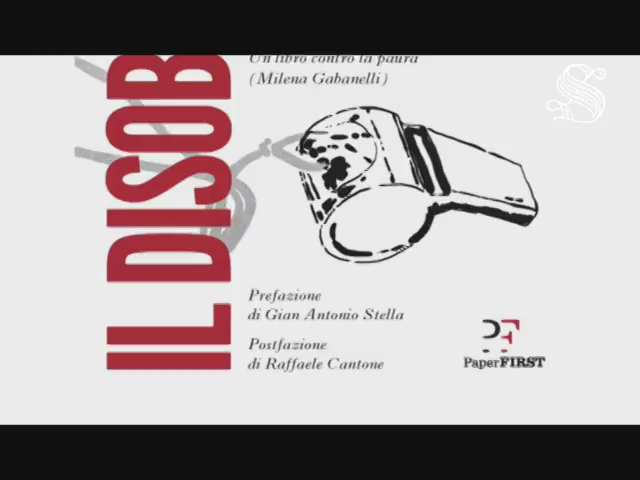 Un libro contro la paura
(Milena Gabanelli)
IL DISOB
Prefazione
di Gian Antonio Stella
Postfazione
di Raffaele Cantone
PF
PaperFIRST
S